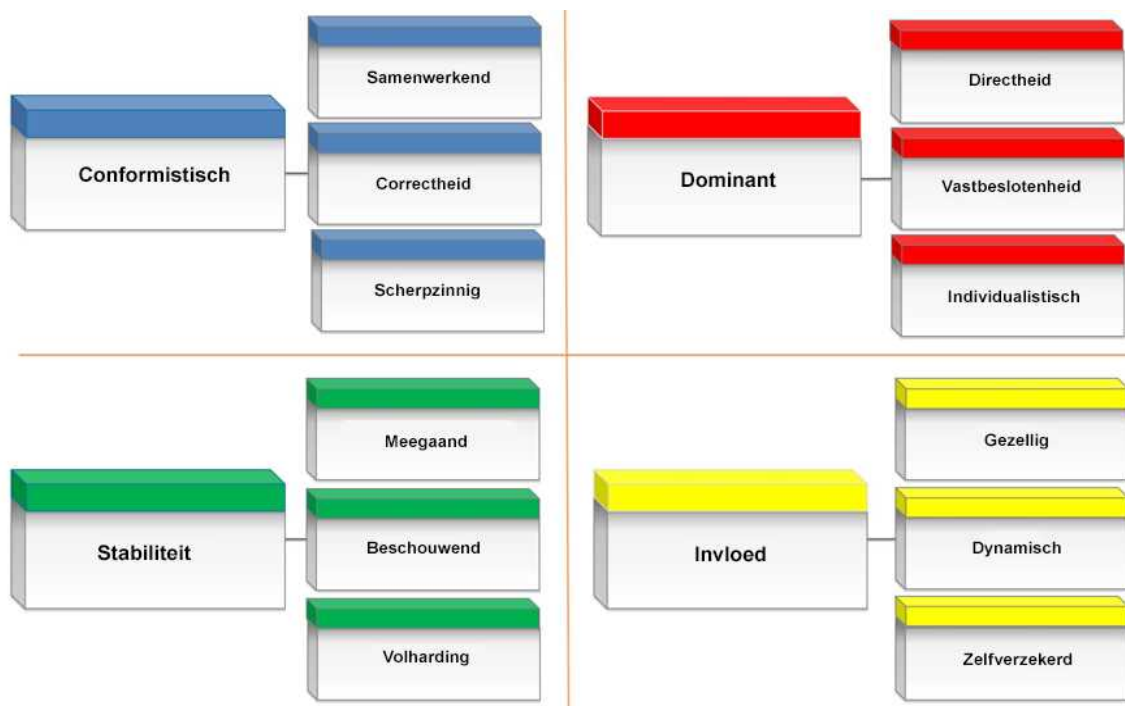 Conformistisch
Samenwerkend
Correctheid
Scherpzinnig
Dominant
Directheid
Vastbeslotenheid
Individualistisch
Stabiliteit
Meegaand
Beschouwend
Volharding
Invloed
Gezellig
Dynamisch
Zelfverzekerd